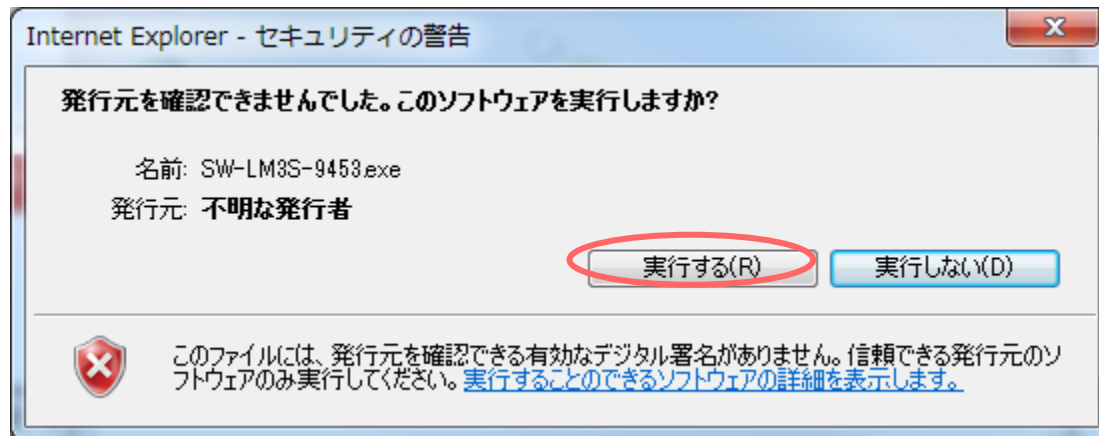 Internet Explorer - セキュリティの警告
発行元を確認できませんでした。このソフトウェアを実行しますか?
名前: SW-LM3S-9453.exe
発行元: 不明な発行者
実行する(R) 実行しない(D)
このファイルには、発行元を確認できる有効なデジタル署名がありません。信頼できる発行元のソ
フトウェアのみ実行してください。実行することのできるソフトウェアの詳細を表示します。